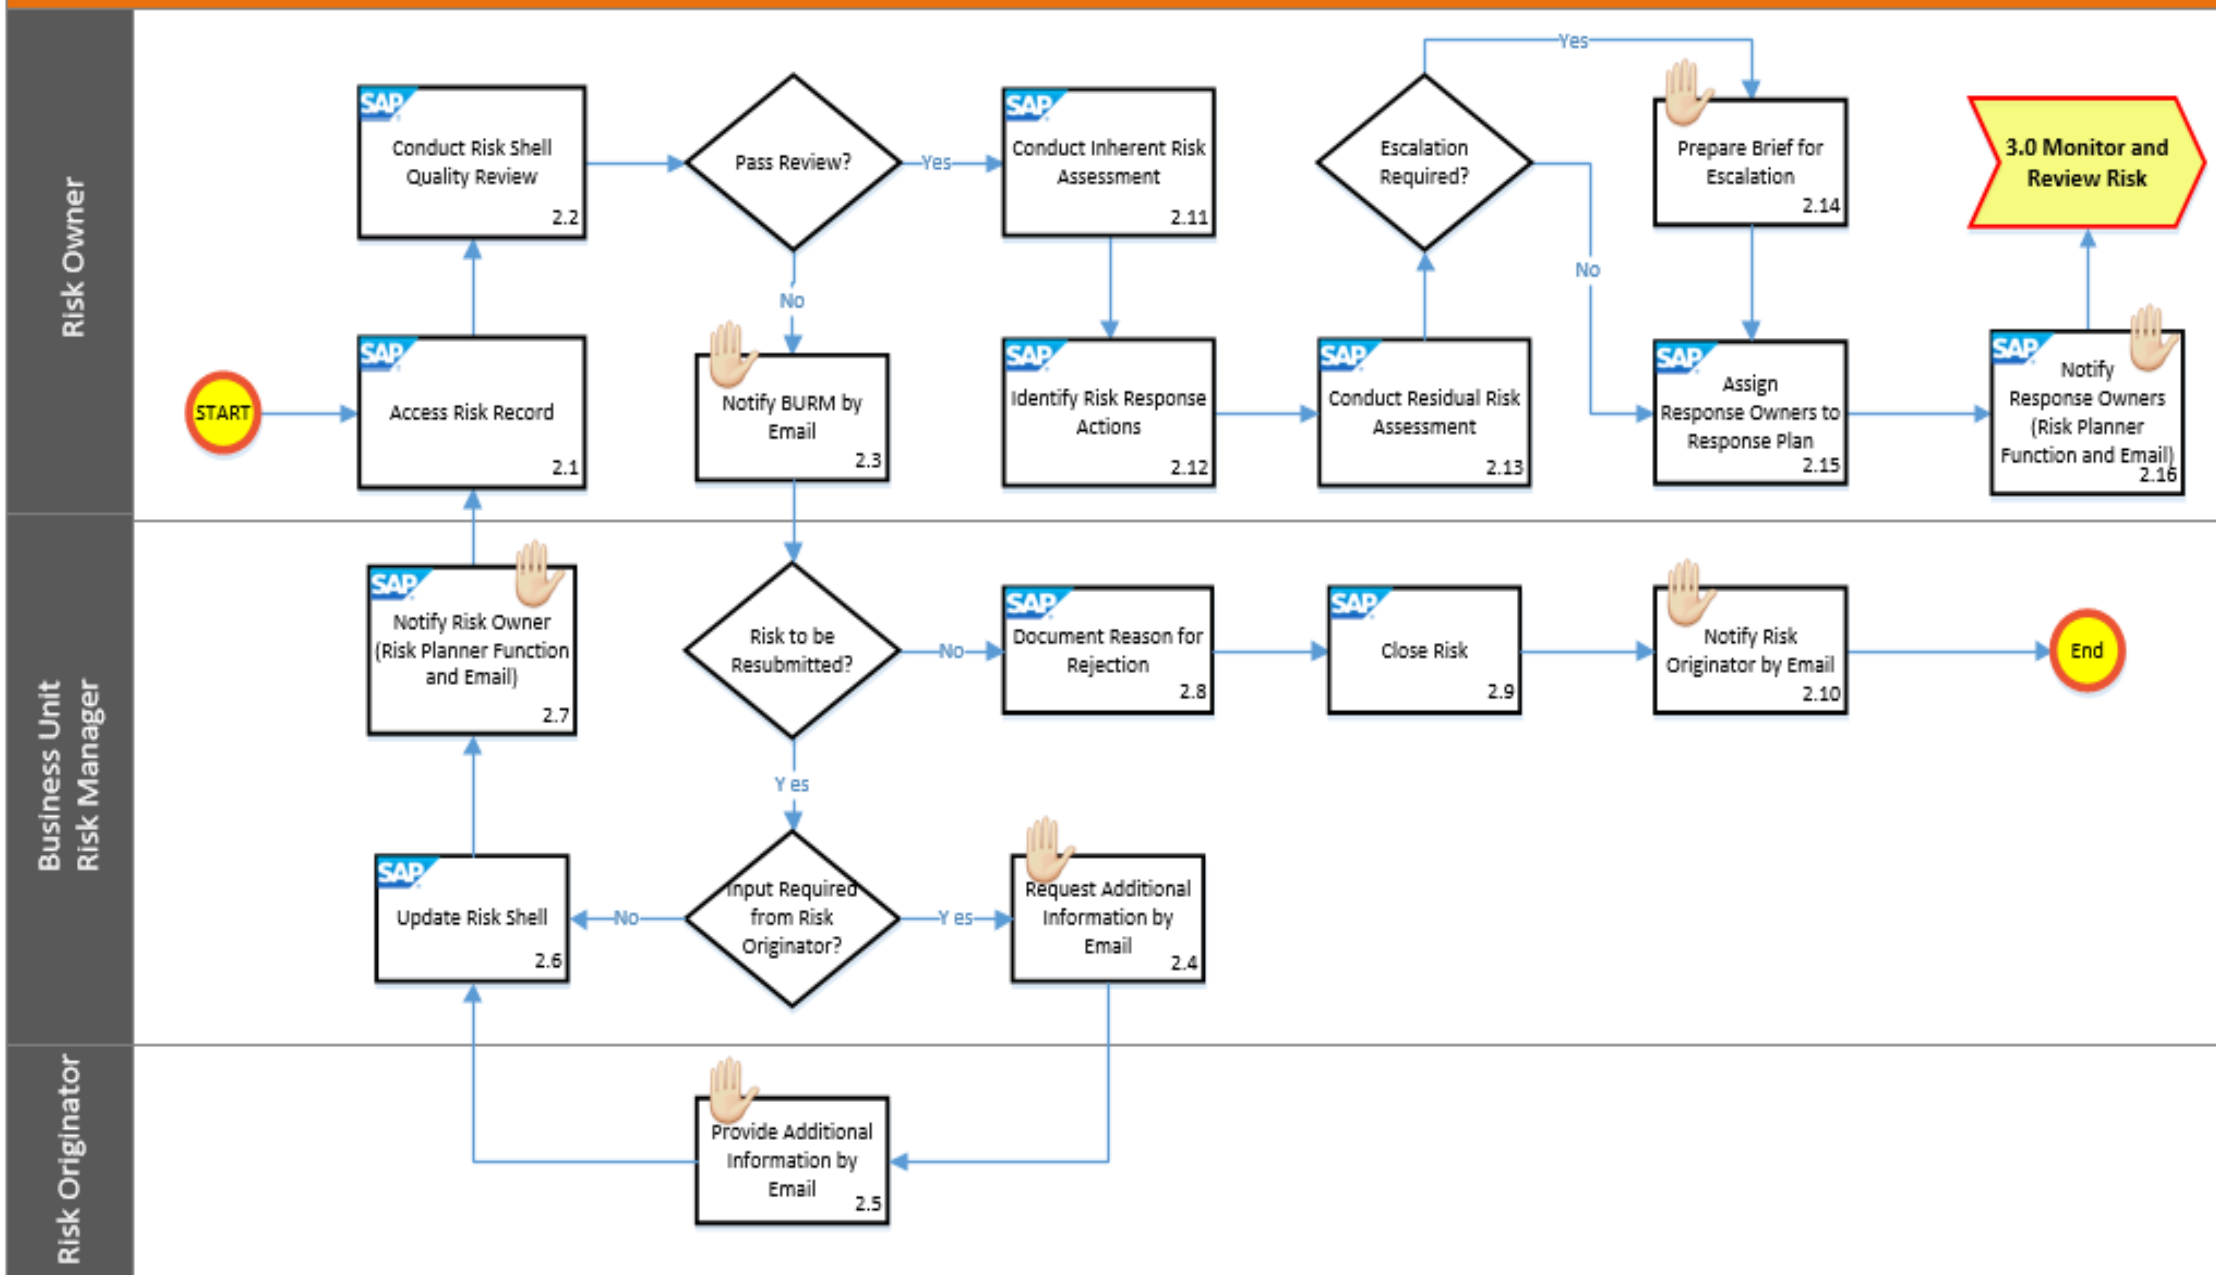 Risk Owner
START
SAP
Access Risk Record
2.1
SAP
Conduct Risk Shell
Quality Review
2.2
Pass Review?
Yes
No
Notify BURM by
Email
2.3
SAP
Conduct Inherent Risk
Assessment
2.11
SAP
Identify Risk Response
Actions
2.12
SAP
Conduct Residual Risk
Assessment
2.13
Escalation
Required?
Yes
No
Prepare Brief for
Escalation
2.14
SAP
Assign
Response Owners to
Response Plan
2.15
SAP
Notify
Response Owners
(Risk Planner
Function and Email)
2.16
3.0 Monitor and
Review Risk
Business Unit
Risk Manager
SAP
Notify Risk Owner
(Risk Planner Function
and Email)
2.7
Risk to be
Resubmitted?
No
Y es
SAP
Document Reason for
Rejection
2.8
SAP
Close Risk
2.9
Notify Risk
Originator by Email
2.10
End
SAP
Update Risk Shell
2.6
No
Input Required
from Risk
Originator?
Y es
Request Additional
Information by
Email
2.4
Risk Originator
Provide Additional
Information by
Email
2.5